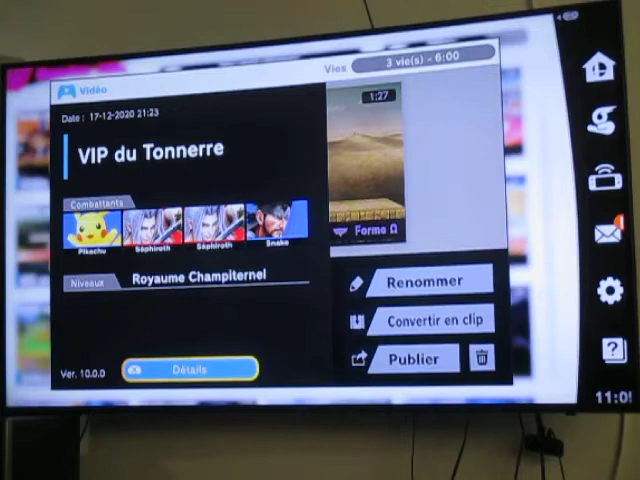 Vidéo
Vies
3 vie(s) - 6:00
Date : 17-12-2020 21:23
1:27
VIP du Tonnerre
Combattants
Pikachu
Séphiroth
Séphiroth
Snake
Forme Ω
Niveaux
Royaume Champiternel
Renommer
Convertir en clip
Publier
Ver. 10.0.0
Détails
?
11:0